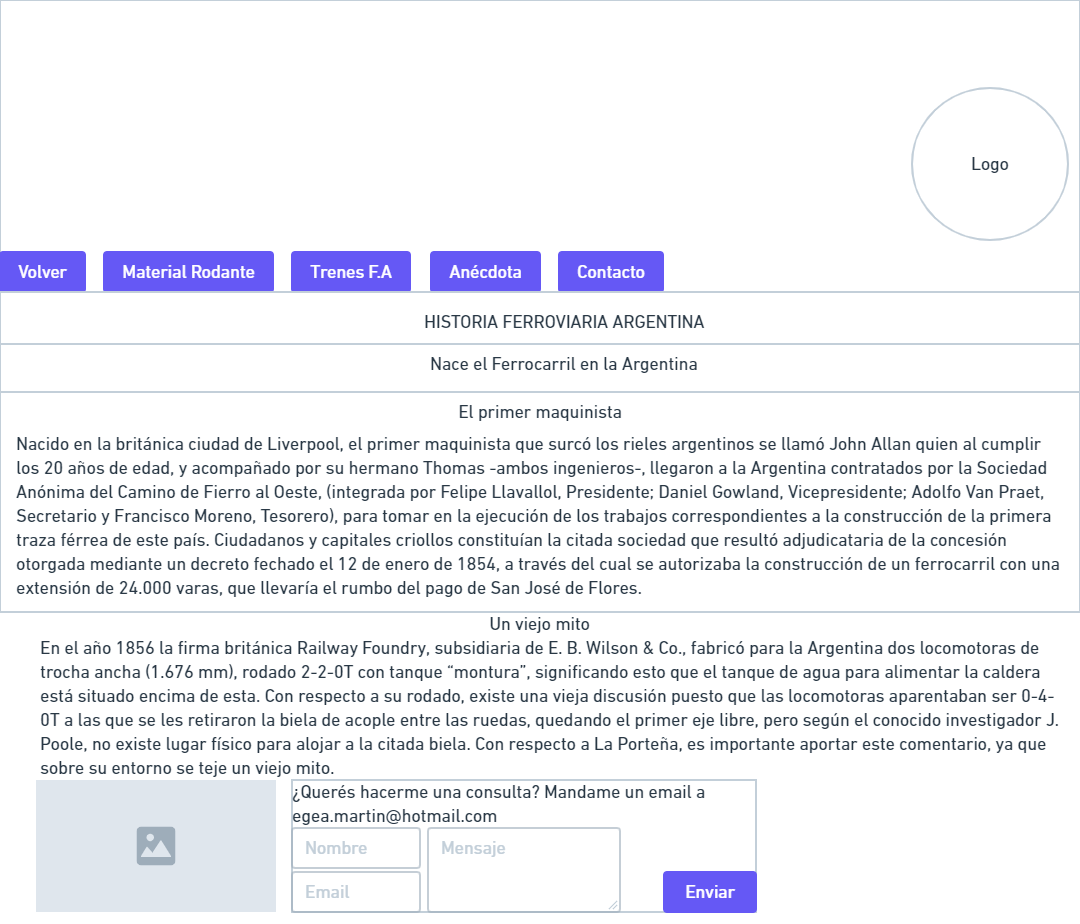 Logo
Volver
Material Rodante
Trenes F.A
Anécdota
Contacto
HISTORIA FERROVIARIA ARGENTINA
Nace el Ferrocarril en la Argentina
El primer maquinista
Nacido en la británica ciudad de Liverpool, el primer maquinista que surcó los rieles argentinos se llamó John Allan quien al cumplir
los 20 años de edad, y acompañado por su hermano Thomas -ambos ingenieros-, llegaron a la Argentina contratados por la Sociedad
Anónima del Camino de Fierro al Oeste, (integrada por Felipe Llavallol, Presidente; Daniel Gowland, Vicepresidente; Adolfo Van Praet,
Secretario y Francisco Moreno, Tesorero), para tomar en la ejecución de los trabajos correspondientes a la construcción de la primera
traza férrea de este país. Ciudadanos y capitales criollos constituían la citada sociedad que resultó adjudicataria de la concesión
otorgada mediante un decreto fechado el 12 de enero de 1854, a través del cual se autorizaba la construcción de un ferrocarril con una
extensión de 24.000 varas, que llevaría el rumbo del pago de San José de Flores.
Un viejo mito
En el año 1856 la firma británica Railway Foundry, subsidiaria de E. B. Wilson & Co., fabricó para la Argentina dos locomotoras de
trocha ancha (1.676 mm), rodado 2-2-0T con tanque “montura”, significando esto que el tanque de agua para alimentar la caldera
está situado encima de esta. Con respecto a su rodado, existe una vieja discusión puesto que las locomotoras aparentaban ser 0-4-
0T a las que se les retiraron la biela de acople entre las ruedas, quedando el primer eje libre, pero según el conocido investigador J.
Poole, no existe lugar físico para alojar a la citada biela. Con respecto a La Porteña, es importante aportar este comentario, ya que
sobre su entorno se teje un viejo mito.
¿Querés hacerme una consulta? Mandame un email a
egea.martin@hotmail.com
Nombre
Mensaje
Email
Enviar